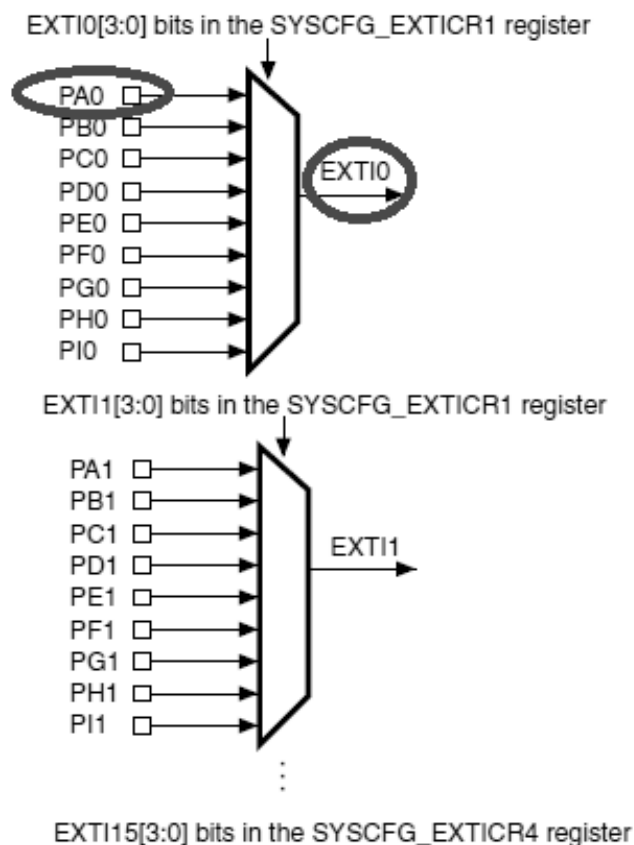 EXTI0[3:0] bits in the SYSCFG_EXTICR1 register
PA0
PB0
PC0
PD0
PE0
PF0
PG0
PH0
PI0
EXTI0
EXTI1[3:0] bits in the SYSCFG_EXTICR1 register
PA1
PB1
PC1
PD1
PE1
PF1
PG1
PH1
PI1
EXTI1
EXTI15[3:0] bits in the SYSCFG_EXTICR4 register